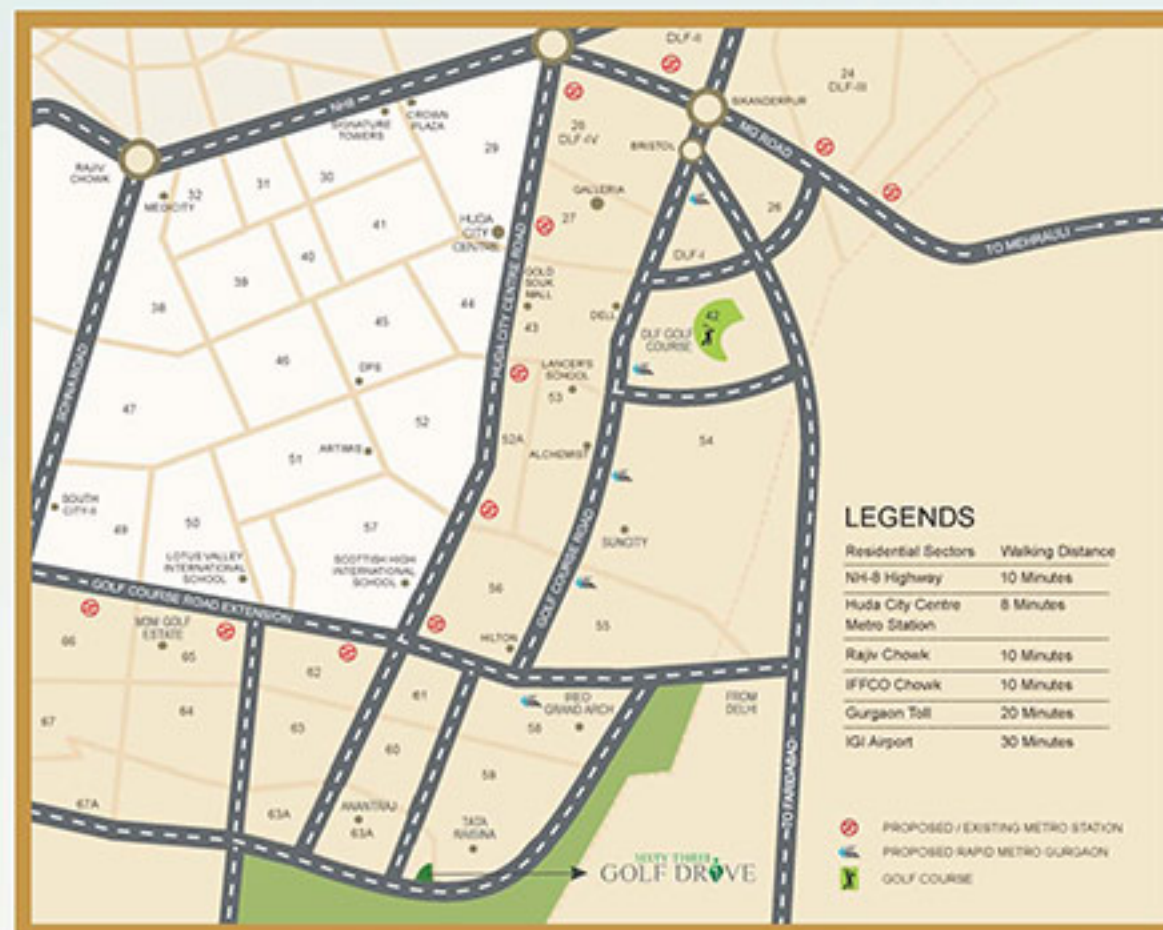 DLF-II
24
DLF-III
SIKANDERPUR
NH8
CROWN
PLAZA
SIGNATURE
TOWERS
28
DLF-IV
BRISTOL
MG ROAD
29
RAJIV
CHOWK
MEDICITY
32
31
30
GALLERIA
27
26
41
HUDA
CITY
CENTRE
TO MEHRAULI
40
DLF-I
39
GOLD
SOUK
MALL
HUDA CITY CENTRE ROAD
38
44
45
43
DELL
42
DLF GOLF
COURSE
46
DPS
LANCER'S
SCHOOL
53
SOHNA ROAD
47
52
52A
54
51
ARTIMIS
ALCHEMIST
SOUTH
CITY-II
49
50
57
SUNCITY
LOTUS VALLEY
INTERNATIONAL
SCHOOL
SCOTTISH HIGH
INTERNATIONAL
SCHOOL
GOLF COURSE ROAD
56
55
GOLF COURSE ROAD EXTENSION
M3M GOLF
ESTATE
66
65
62
HILTON
61
67
64
63
IREO
GRAND ARCH
58
FROM
DELHI
60
59
67A
63A
ANANTRAJ
63A
TATA
RAISINA
TO FARIDABAD
SIXTY THREE
GOLF DRIVE
LEGENDS
Residential Sectors Walking Distance
NH-8 Highway 10 Minutes
Huda City Centre 8 Minutes
Metro Station
Rajiv Chowk 10 Minutes
IFFCO Chowk 10 Minutes
Gurgaon Toll 20 Minutes
IGI Airport 30 Minutes
PROPOSED / EXISTING METRO STATION
PROPOSED RAPID METRO GURGAON
GOLF COURSE